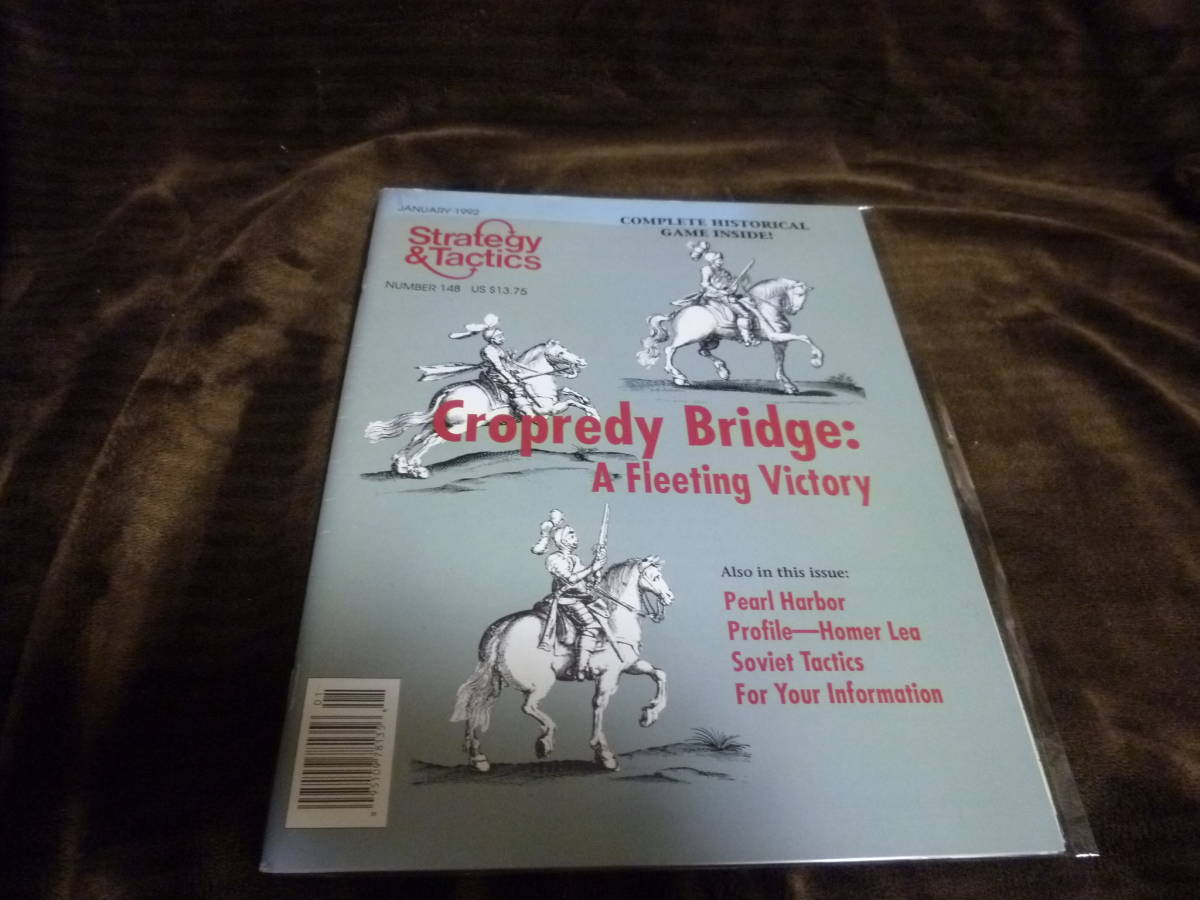 JANUARY 1992
COMPLETE HISTORICAL
GAME INSIDE!
Strategy
&Tactics
NUMBER 148 US $13.75
Cropredy Bridge:
A Fleeting Victory
Also in this issue:
Pearl Harbor
Profile—Homer Lea
Soviet Tactics
For Your Information
01